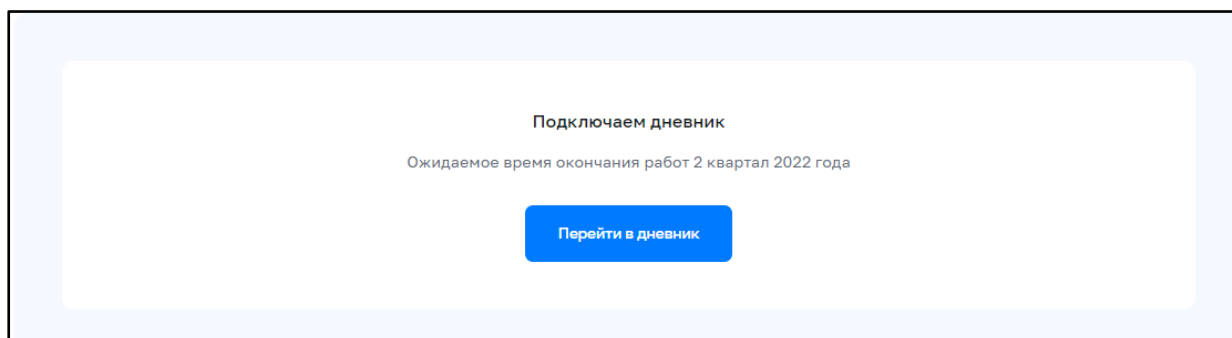 Подключаем дневник
Ожидаемое время окончания работ 2 квартал 2022 года
Перейти в дневник